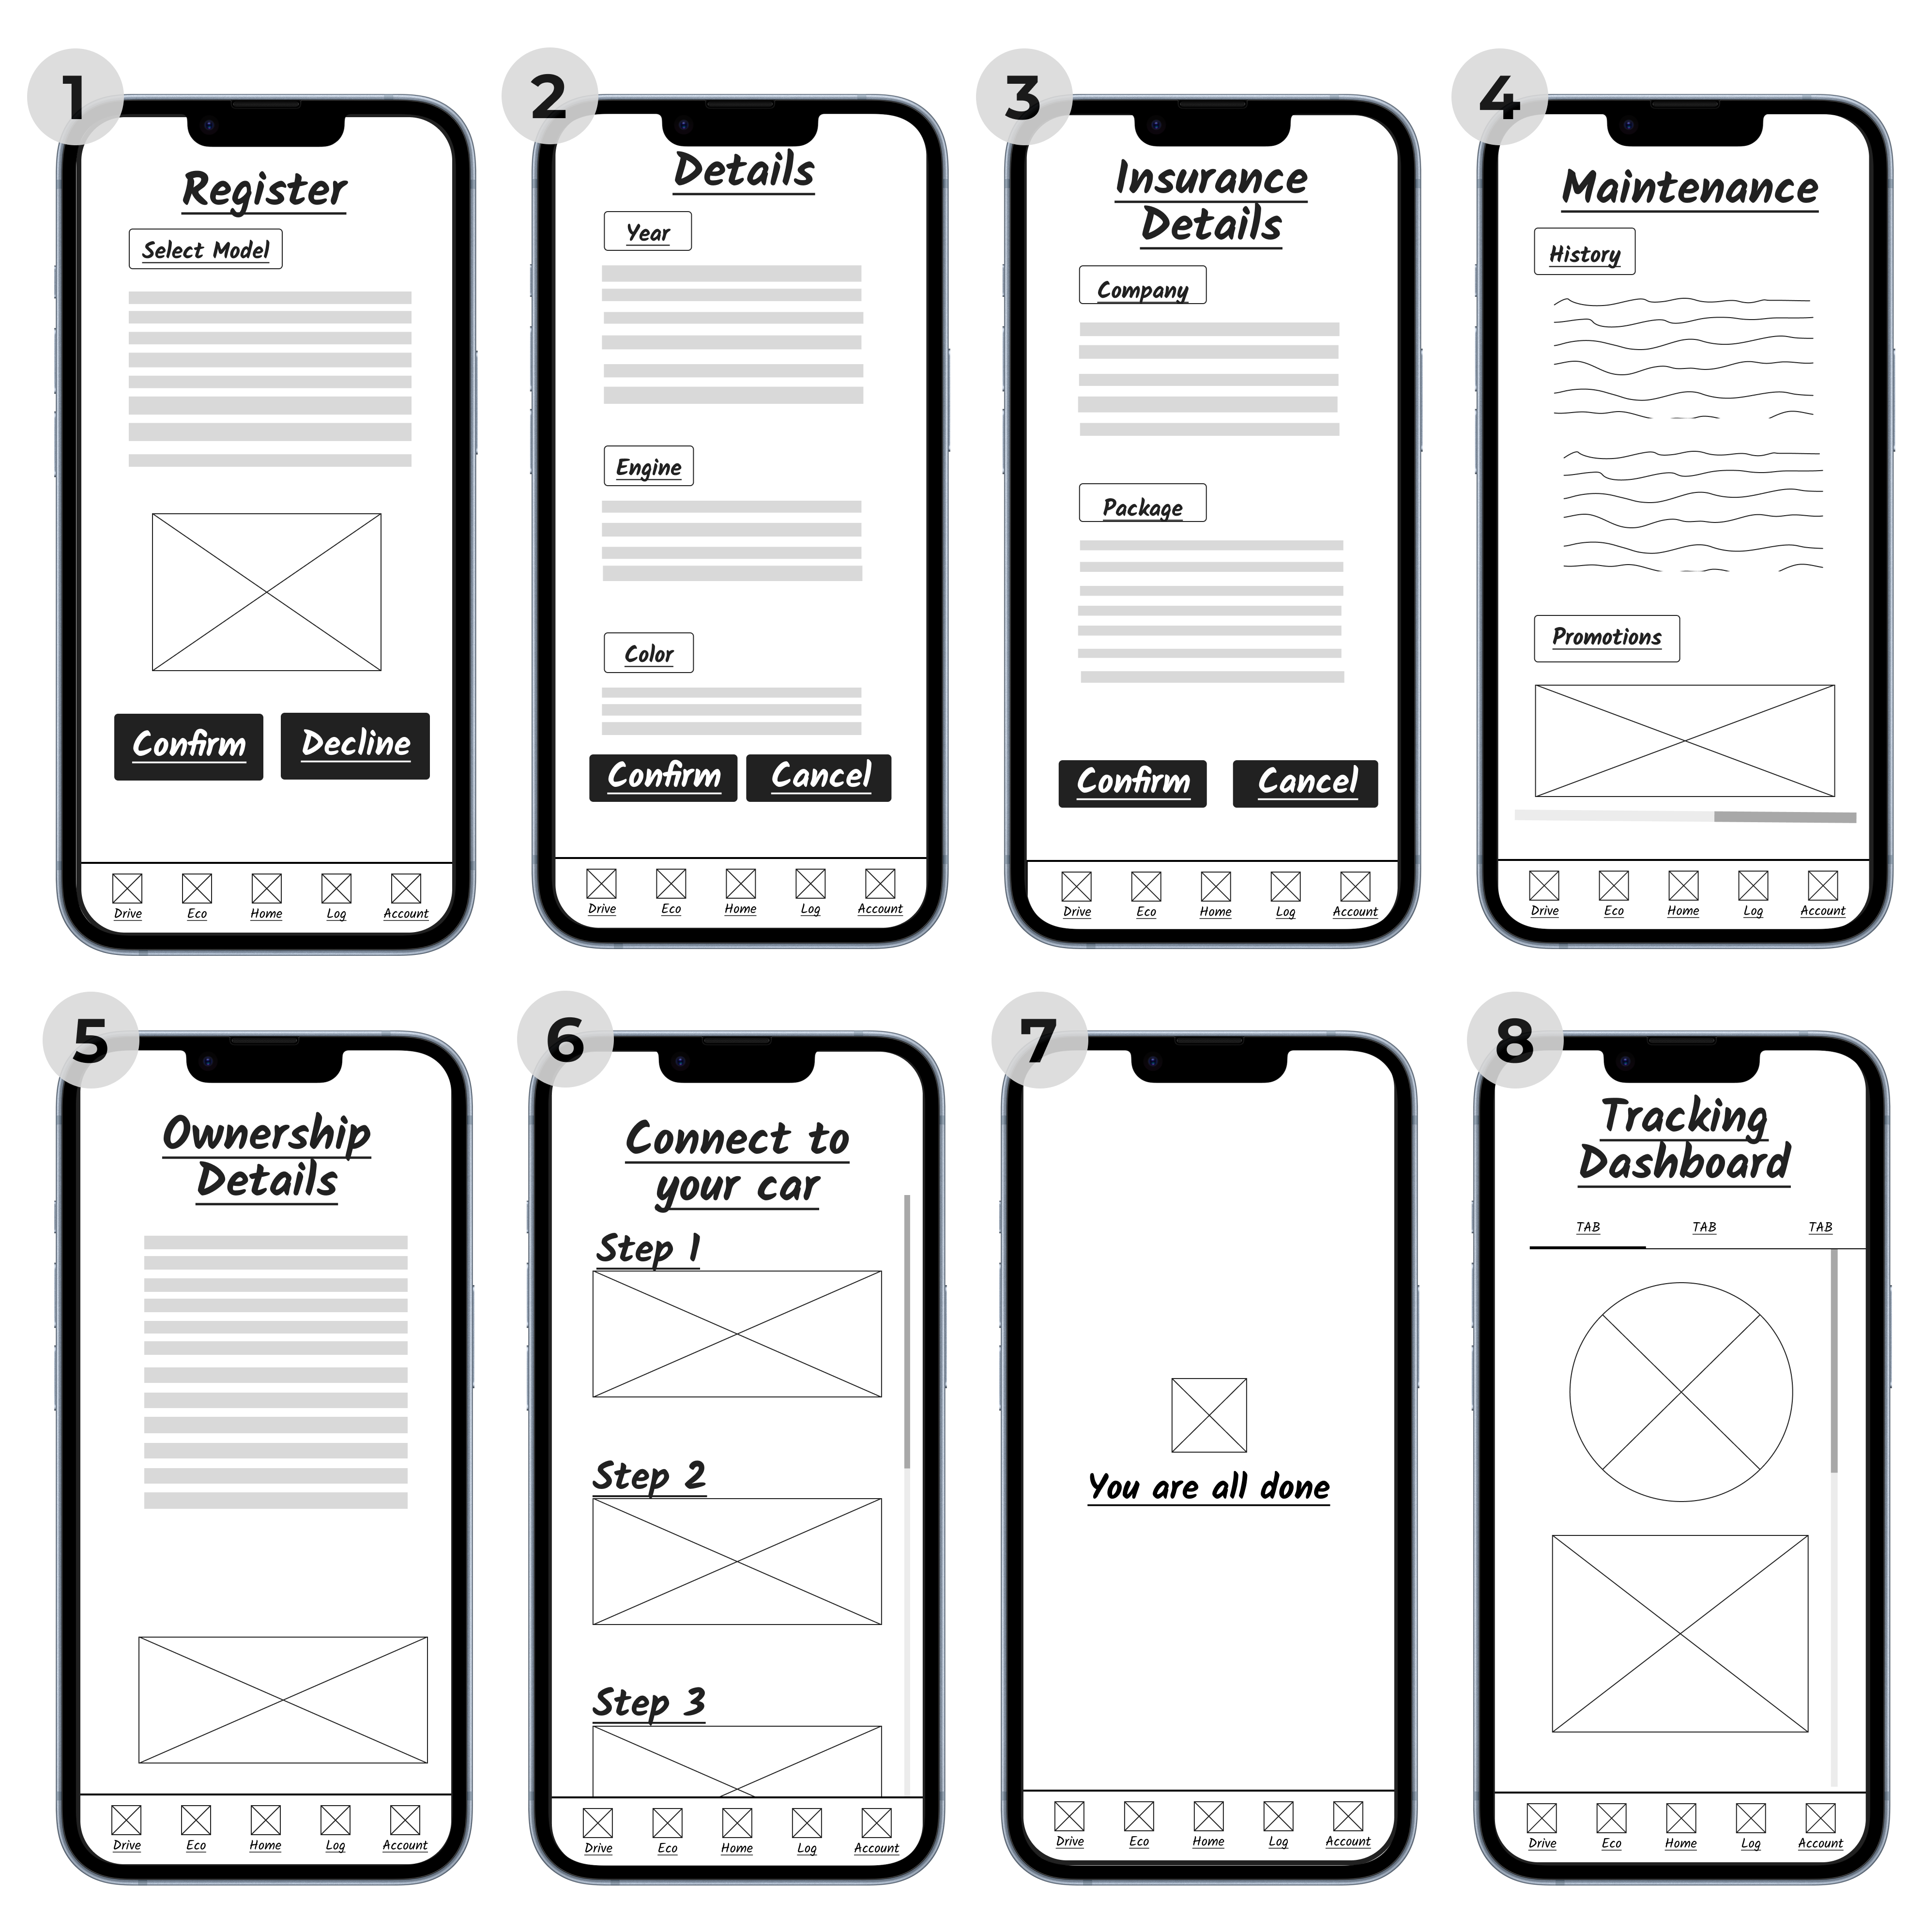 1
Register
Select Model
Confirm Decline
Drive Eco Home Log Account
2
Details
Year
Engine
Color
Confirm Cancel
Drive Eco Home Log Account
3
Insurance
Details
Company
Package
Confirm Cancel
Drive Eco Home Log Account
4
Maintenance
History
Promotions
Drive Eco Home Log Account
5
Ownership
Details
Drive Eco Home Log Account
6
Connect to
your car
Step 1
Step 2
Step 3
Drive Eco Home Log Account
7
You are all done
Drive Eco Home Log Account
8
Tracking
Dashboard
TAB TAB TAB
Drive Eco Home Log Account